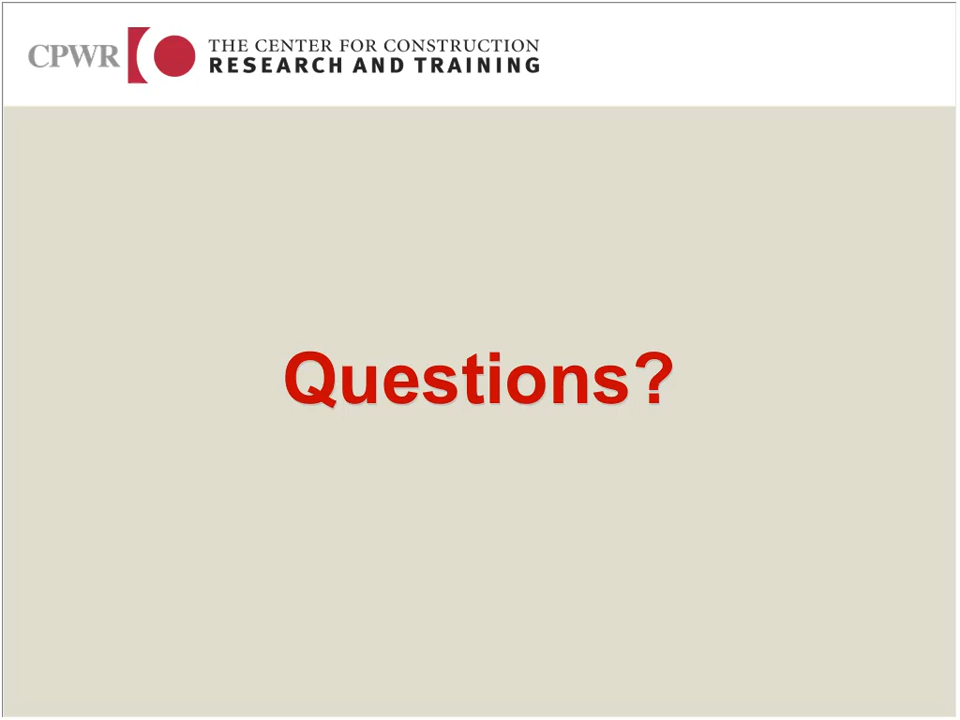 CPWR
THE CENTER FOR CONSTRUCTION
RESEARCH AND TRAINING
Questions?